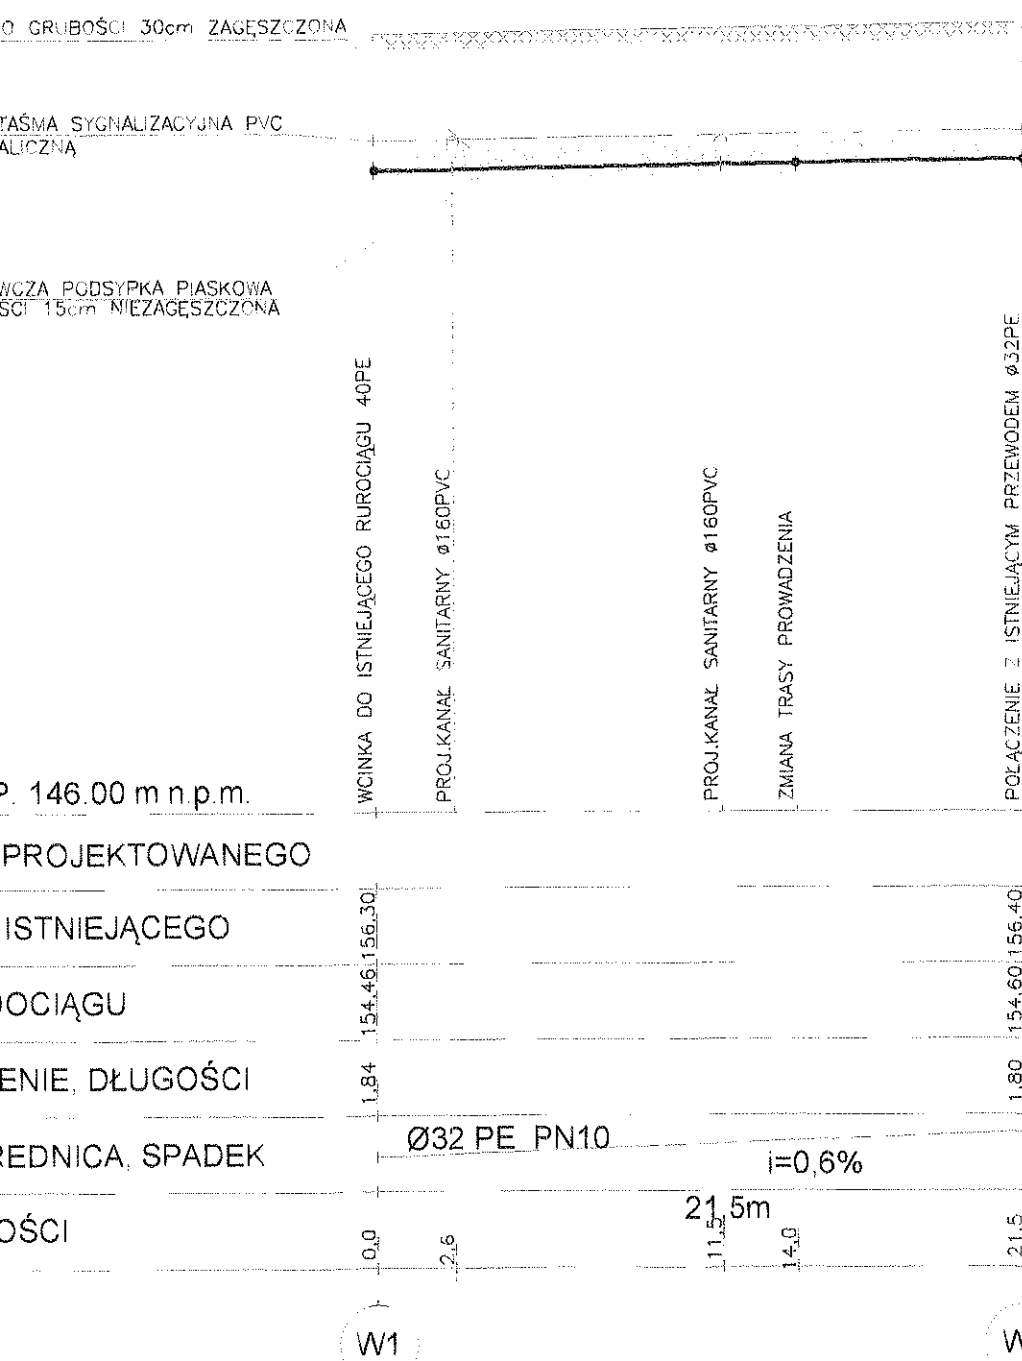 O GRUBOŚCI 30cm ZAGĘSZCZONA
TAŚMA SYGNALIZACYJNA PVC
ALICZNĄ
WCZA PODSYPKA PIASKOWA
ŚCI 15cm NIEZAGĘSZCZONA
WCINKA DO ISTNIEJĄCEGO RUROCIĄGU 40PE
PROJ.KANAŁ SANITARNY ø160PVC
PROJ.KANAŁ SANITARNY ø160PVC
ZMIANA TRASY PROWADZENIA
POŁĄCZENIE Z ISTNIEJĄCYM PRZEWODEM ø32PE
P. 146.00 m n.p.m.
PROJEKTOWANEGO
ISTNIEJĄCEGO
156.30
156.40
OCIĄGU
154.46
154.60
ENIE, DŁUGOŚCI
1.84
1.80
REDNICA, SPADEK
Ø32 PE PN10
i=0,6%
OŚCI
21,5m
0,0
2,6
11,5
14,0
21,5
W1
W